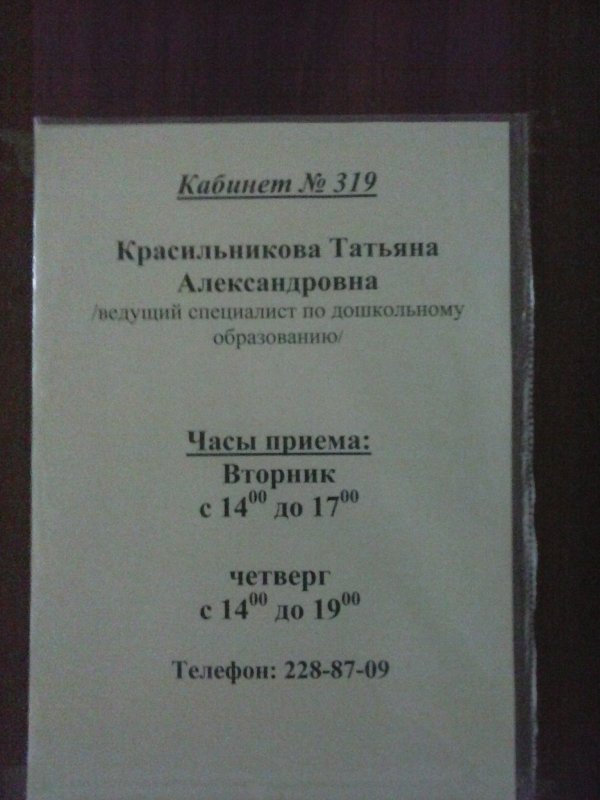 Кабинет № 319
Красильникова Татьяна
Александровна
/ведущий специалист по дошкольному
образованию/
Часы приема:
Вторник
с 14⁰⁰ до 17⁰⁰
четверг
с 14⁰⁰ до 19⁰⁰
Телефон: 228-87-09